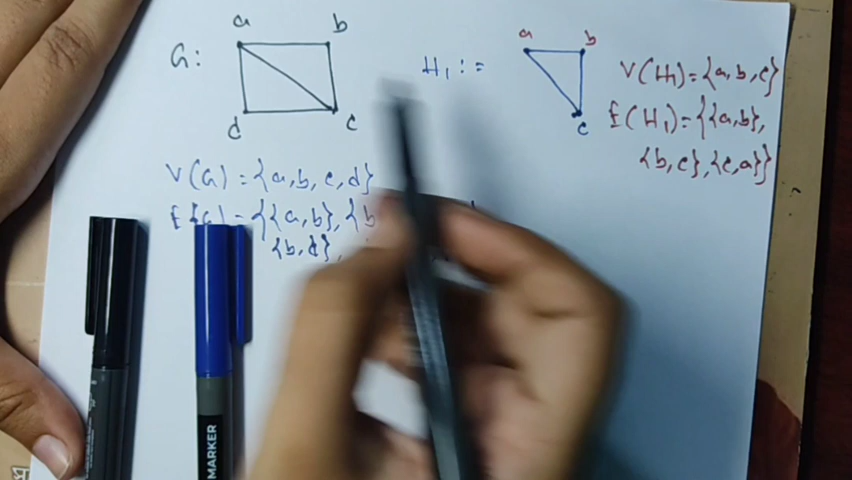 a b
G:
d c
H₁ :=
a b
c
V(H₁) = {a, b, c}
E(H₁) = {{a, b},
{b, c}, {c, a}}
V(G) = {a, b, c, d}
E(G) = {{a, b}, {b
{b, d},
MARKER